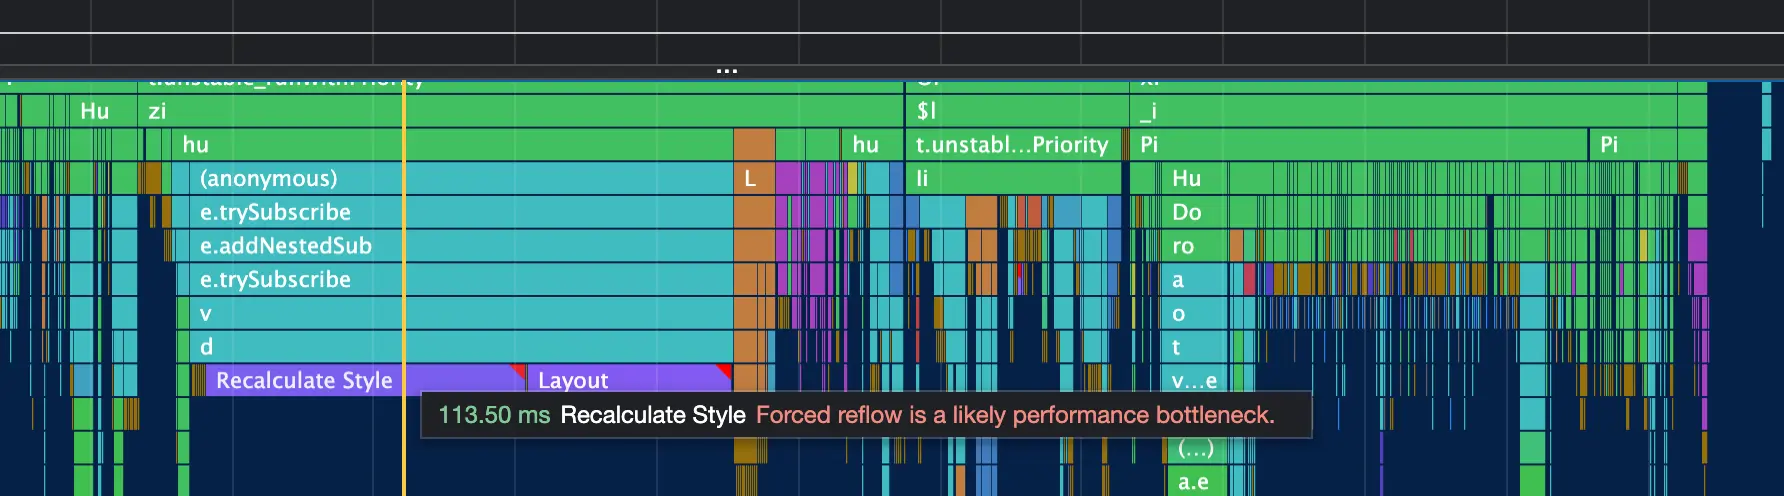 ...
t.unstable_runWithPriority
Hu zi $l _i
hu hu t.unstabl...Priority Pi Pi
(anonymous) L li Hu
e.trySubscribe Do
e.addNestedSub ro
e.trySubscribe a
v o
d t
Recalculate Style Layout v...e
113.50 ms Recalculate Style Forced reflow is a likely performance bottleneck.
(...)
a.e